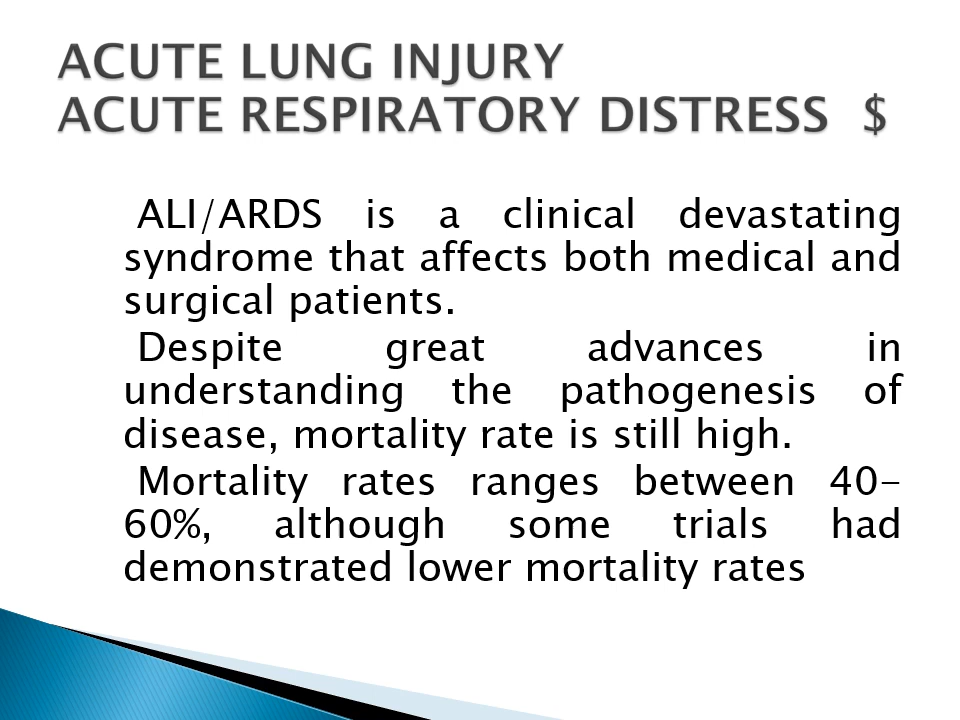 ACUTE LUNG INJURY
ACUTE RESPIRATORY DISTRESS $
ALI/ARDS is a clinical devastating
syndrome that affects both medical and
surgical patients.
Despite great advances in
understanding the pathogenesis of
disease, mortality rate is still high.
Mortality rates ranges between 40-
60%, although some trials had
demonstrated lower mortality rates